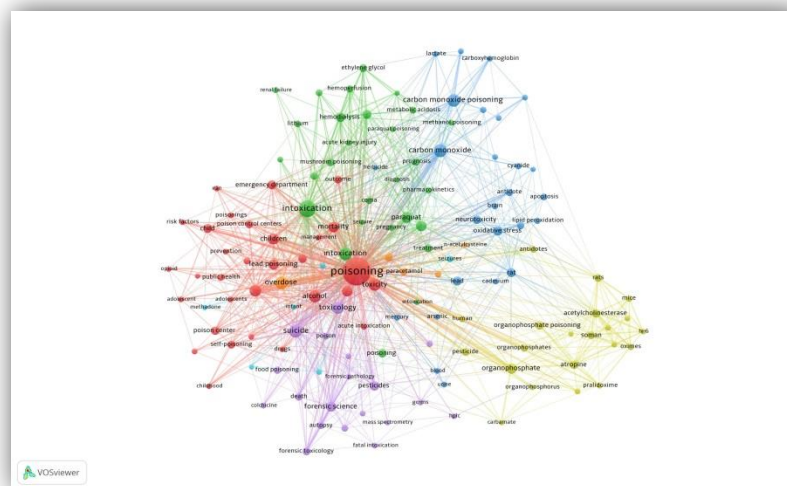 lactate
carboxyhemoglobin
ethylene glycol
renal failure
hemoperfusion
carbon monoxide poisoning
metabolic acidosis
hemodialysis
lithium
methanol poisoning
paraquat poisoning
acute kidney injury
carbon monoxide
mushroom poisoning
prognosis
cyanide
outcome
diagnosis
emergency department
pharmacokinetics
antidote
apoptosis
coma
brain
intoxication
poisonings
paraquat
neurotoxicity
lipid peroxidation
risk factors
child
poison control centers
mortality
seizure
pregnancy
oxidative stress
children
management
n-acetylcysteine
prevention
intoxication
treatment
antidotes
lead poisoning
seizures
poisoning
paracetamol
rat
rats
public health
overdose
toxicity
lead
cadmium
mice
adolescent
adolescents
alcohol
intoxication
methadone
infant
toxicology
arsenic
acetylcholinesterase
mercury
human
poison center
suicide
acute intoxication
organophosphate poisoning
soman
self-poisoning
poison
oximes
drugs
poisoning
pesticide
organophosphates
atropine
food poisoning
organophosphate
forensic pathology
pesticides
childhood
death
organophosphorus
pralidoxime
colchicine
forensic science
autopsy
mass spectrometry
carbamate
forensic toxicology
fatal intoxication
VOSviewer